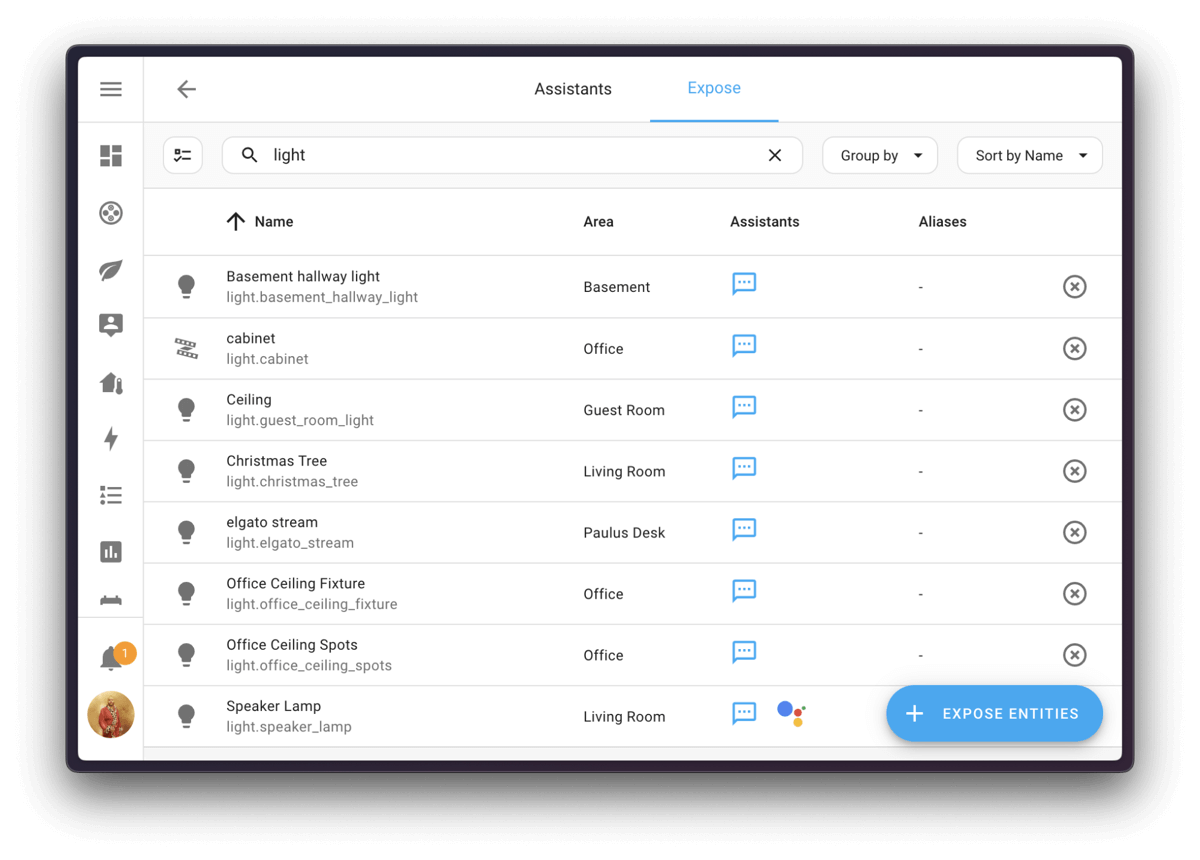 Assistants
Expose
light
Group by
Sort by Name
Name
Area
Assistants
Aliases
Basement hallway light
light.basement_hallway_light
Basement
-
cabinet
light.cabinet
Office
-
Ceiling
light.guest_room_light
Guest Room
-
Christmas Tree
light.christmas_tree
Living Room
-
elgato stream
light.elgato_stream
Paulus Desk
-
Office Ceiling Fixture
light.office_ceiling_fixture
Office
-
Office Ceiling Spots
light.office_ceiling_spots
Office
-
1
Speaker Lamp
light.speaker_lamp
Living Room
EXPOSE ENTITIES